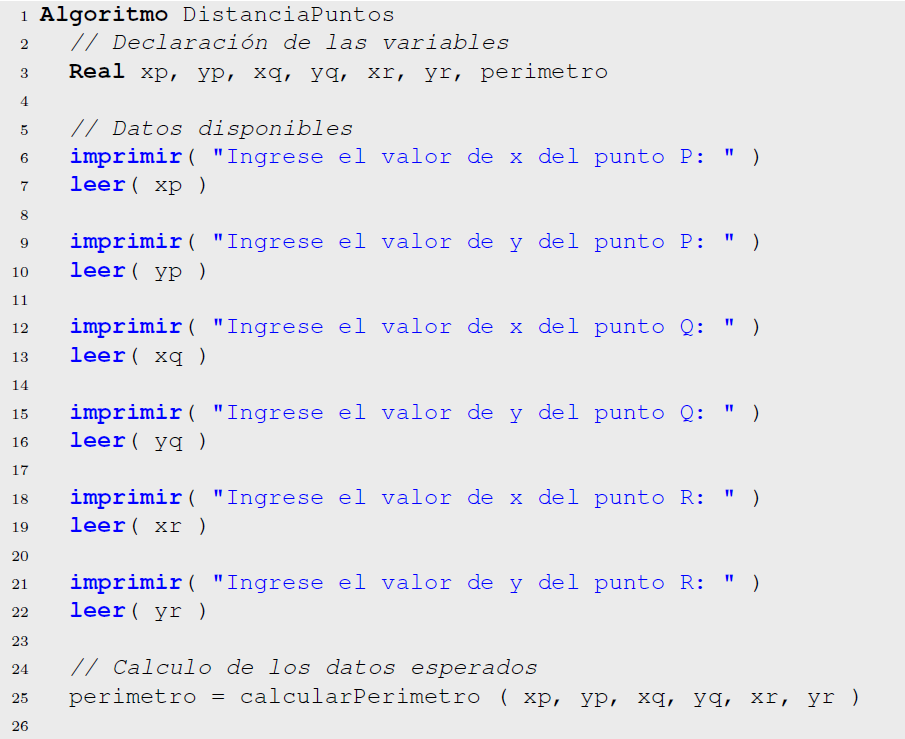 1 Algoritmo DistanciaPuntos
2 // Declaración de las variables
3 Real xp, yp, xq, yq, xr, yr, perimetro
4
5 // Datos disponibles
6 imprimir( "Ingrese el valor de x del punto P: " )
7 leer( xp )
8
9 imprimir( "Ingrese el valor de y del punto P: " )
10 leer( yp )
11
12 imprimir( "Ingrese el valor de x del punto Q: " )
13 leer( xq )
14
15 imprimir( "Ingrese el valor de y del punto Q: " )
16 leer( yq )
17
18 imprimir( "Ingrese el valor de x del punto R: " )
19 leer( xr )
20
21 imprimir( "Ingrese el valor de y del punto R: " )
22 leer( yr )
23
24 // Calculo de los datos esperados
25 perimetro = calcularPerimetro ( xp, yp, xq, yq, xr, yr )
26